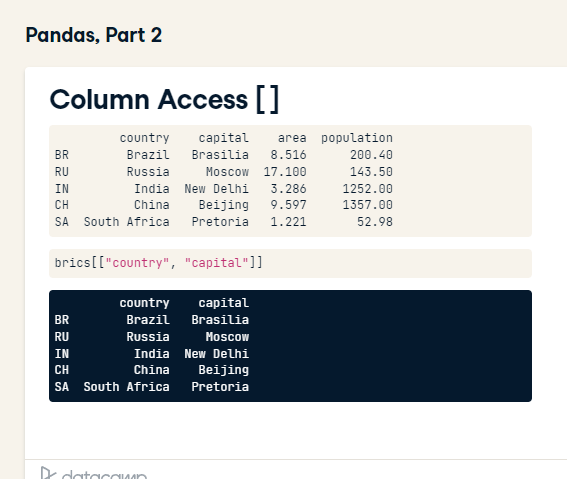 Pandas, Part 2
Column Access []
country capital area population
BR Brazil Brasilia 8.516 200.40
RU Russia Moscow 17.100 143.50
IN India New Delhi 3.286 1252.00
CH China Beijing 9.597 1357.00
SA South Africa Pretoria 1.221 52.98
brics[["country", "capital"]]
country capital
BR Brazil Brasilia
RU Russia Moscow
IN India New Delhi
CH China Beijing
SA South Africa Pretoria
datacamp